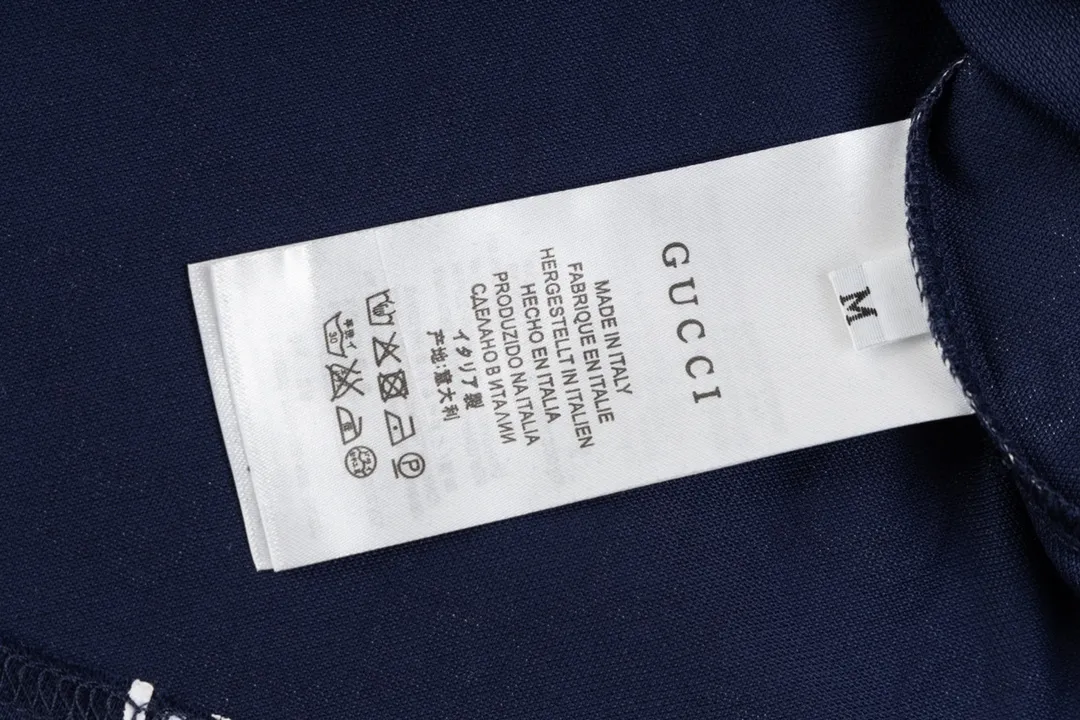 GUCCI
M
MADE IN ITALY
FABRIQUE EN ITALIE
HERGESTELLT IN ITALIEN
HECHO EN ITALIA
PRODUZIDO NA ITALIA
СДЕЛАНО В ИТАЛИИ
イタリア製
产地:意大利
P
30